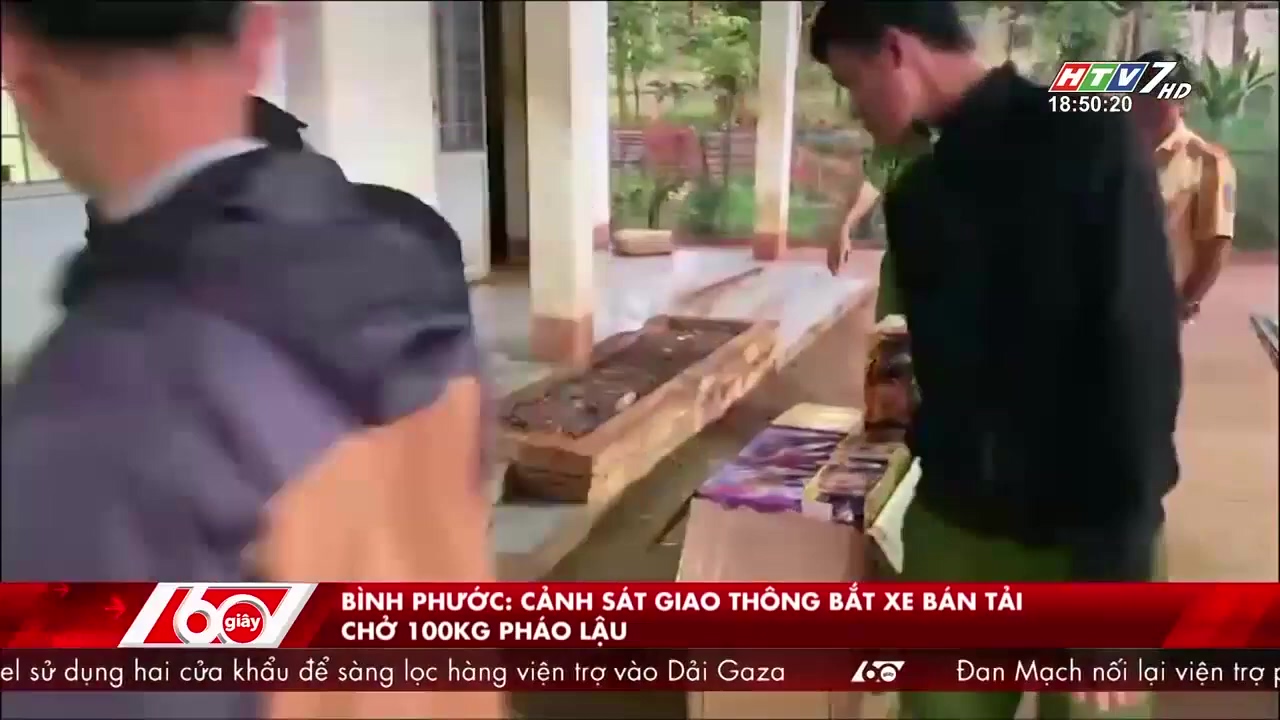 HTV7 HD
18:50:20
60 giây
BÌNH PHƯỚC: CẢNH SÁT GIAO THÔNG BẮT XE BÁN TẢI
CHỞ 100KG PHÁO LẬU
el sử dụng hai cửa khẩu để sàng lọc hàng viện trợ vào Dải Gaza 60 Đan Mạch nối lại viện trợ p